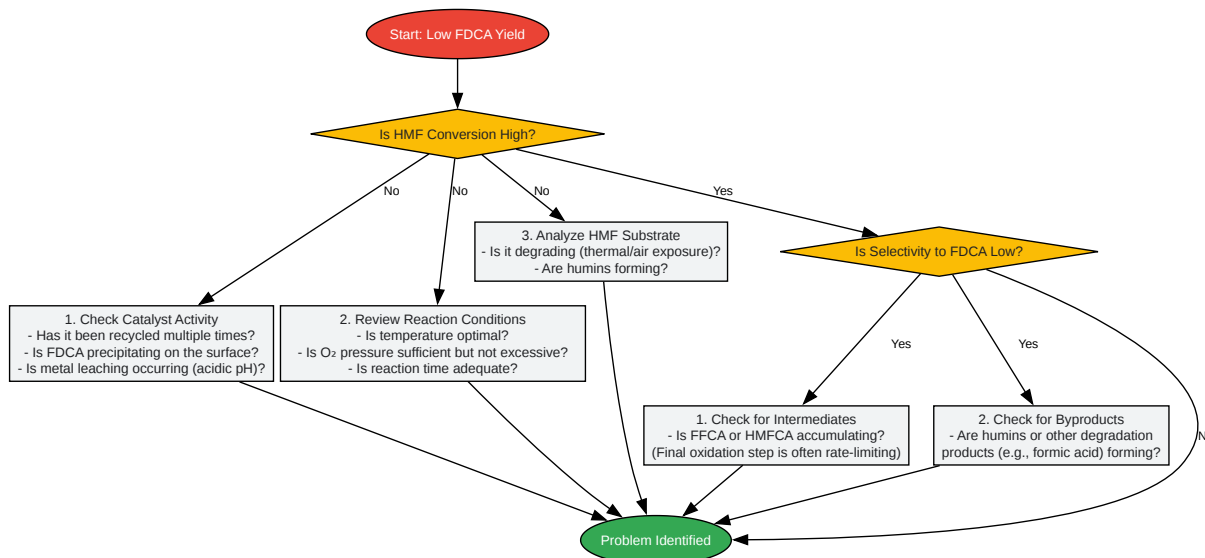 Start: Low FDCA Yield
Is HMF Conversion High?
No
No
No
Yes
3. Analyze HMF Substrate
- Is it degrading (thermal/air exposure)?
- Are humins forming?
Is Selectivity to FDCA Low?
1. Check Catalyst Activity
- Has it been recycled multiple times?
- Is FDCA precipitating on the surface?
- Is metal leaching occurring (acidic pH)?
2. Review Reaction Conditions
- Is temperature optimal?
- Is O₂ pressure sufficient but not excessive?
- Is reaction time adequate?
Yes
Yes
1. Check for Intermediates
- Is FFCA or HMFCA accumulating?
(Final oxidation step is often rate-limiting)
2. Check for Byproducts
- Are humins or other degradation
products (e.g., formic acid) forming?
Problem Identified